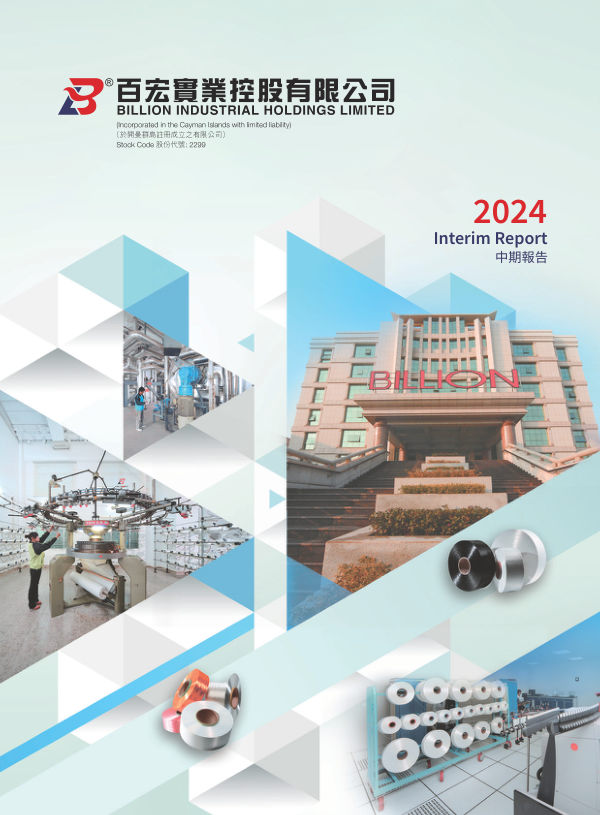 ®百宏實業控股有限公司
BILLION INDUSTRIAL HOLDINGS LIMITED
(Incorporated in the Cayman Islands with limited liability)
(於開曼群島註冊成立之有限公司)
Stock Code 股份代號: 2299
2024
Interim Report
中期報告
BILLION